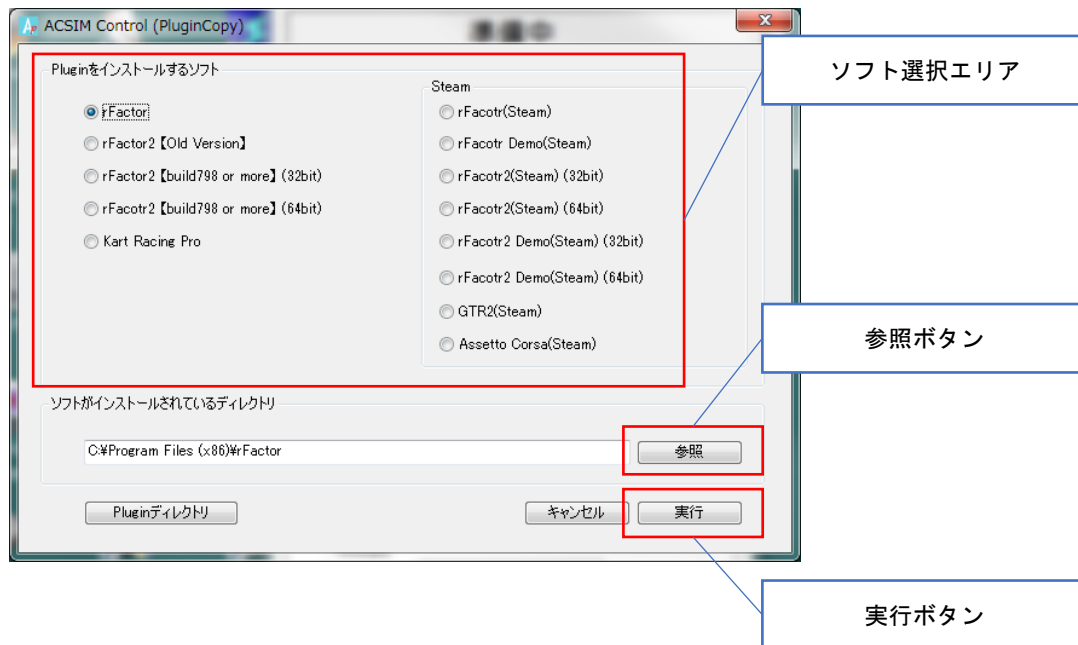 ACSIM Control (PluginCopy)
準備中
Pluginをインストールするソフト
rFactor
rFactor2【Old Version】
rFactor2【build798 or more】(32bit)
rFacotr2【build798 or more】(64bit)
Kart Racing Pro
Steam
rFacotr(Steam)
rFacotr Demo(Steam)
rFacotr2(Steam) (32bit)
rFacotr2(Steam) (64bit)
rFacotr2 Demo(Steam) (32bit)
rFacotr2 Demo(Steam) (64bit)
GTR2(Steam)
Assetto Corsa(Steam)
ソフトがインストールされているディレクトリ
C:¥Program Files (x86)¥rFactor
参照
Pluginディレクトリ
キャンセル
実行
ソフト選択エリア
参照ボタン
実行ボタン